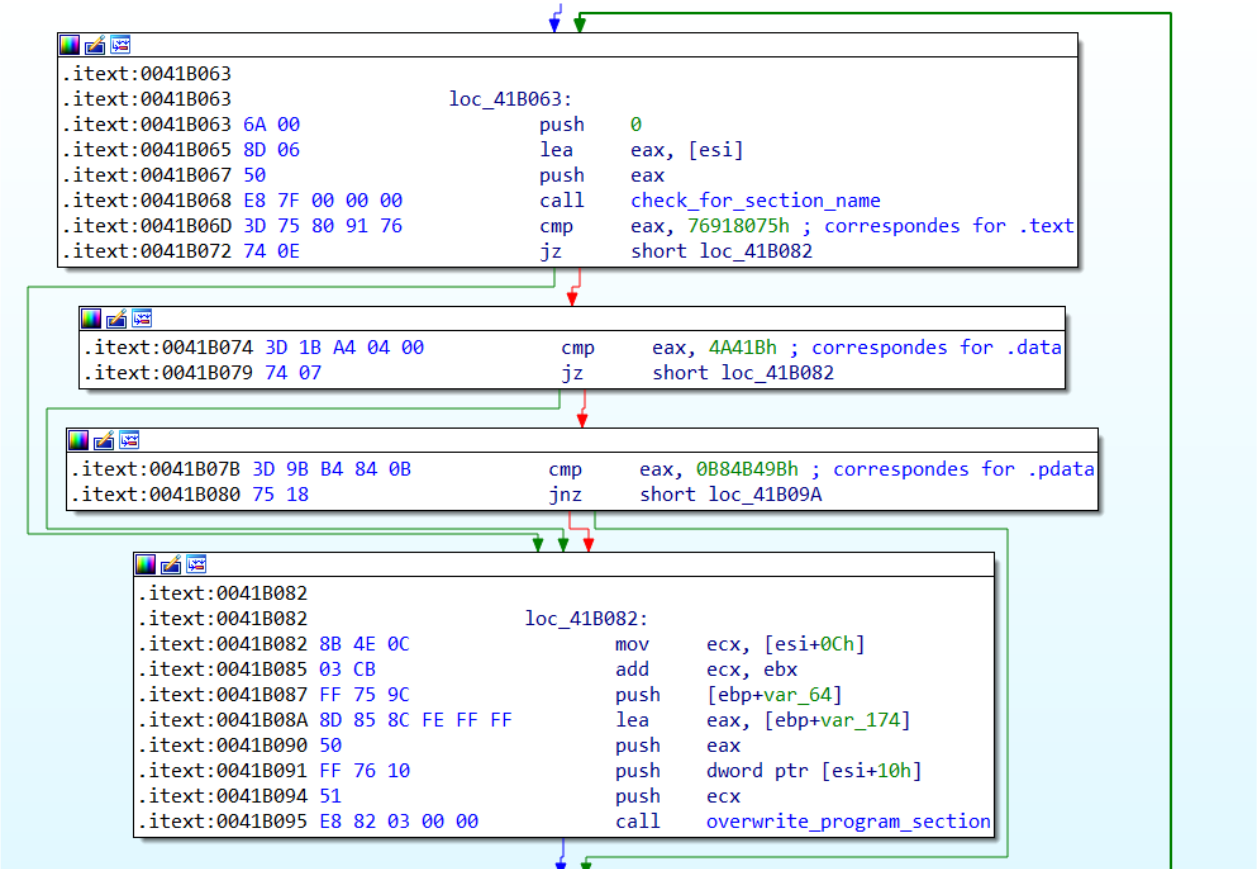 .itext:0041B063
.itext:0041B063 loc_41B063:
.itext:0041B063 6A 00 push 0
.itext:0041B065 8D 06 lea eax, [esi]
.itext:0041B067 50 push eax
.itext:0041B068 E8 7F 00 00 00 call check_for_section_name
.itext:0041B06D 3D 75 80 91 76 cmp eax, 76918075h ; correspondes for .text
.itext:0041B072 74 0E jz short loc_41B082
.itext:0041B074 3D 1B A4 04 00 cmp eax, 4A41Bh ; correspondes for .data
.itext:0041B079 74 07 jz short loc_41B082
.itext:0041B07B 3D 9B B4 84 0B cmp eax, 0B84B49Bh ; correspondes for .pdata
.itext:0041B080 75 18 jnz short loc_41B09A
.itext:0041B082
.itext:0041B082 loc_41B082:
.itext:0041B082 8B 4E 0C mov ecx, [esi+0Ch]
.itext:0041B085 03 CB add ecx, ebx
.itext:0041B087 FF 75 9C push [ebp+var_64]
.itext:0041B08A 8D 85 8C FE FF FF lea eax, [ebp+var_174]
.itext:0041B090 50 push eax
.itext:0041B091 FF 76 10 push dword ptr [esi+10h]
.itext:0041B094 51 push ecx
.itext:0041B095 E8 82 03 00 00 call overwrite_program_section